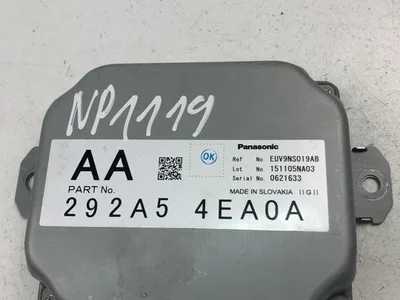 NP1119
AA
OK
Panasonic
Ref No. EUV9NS019AB
Lot No. 151105NA03
Serial No. 0621633
PART No.
MADE IN SLOVAKIA ((G))
292A5 4EA0A